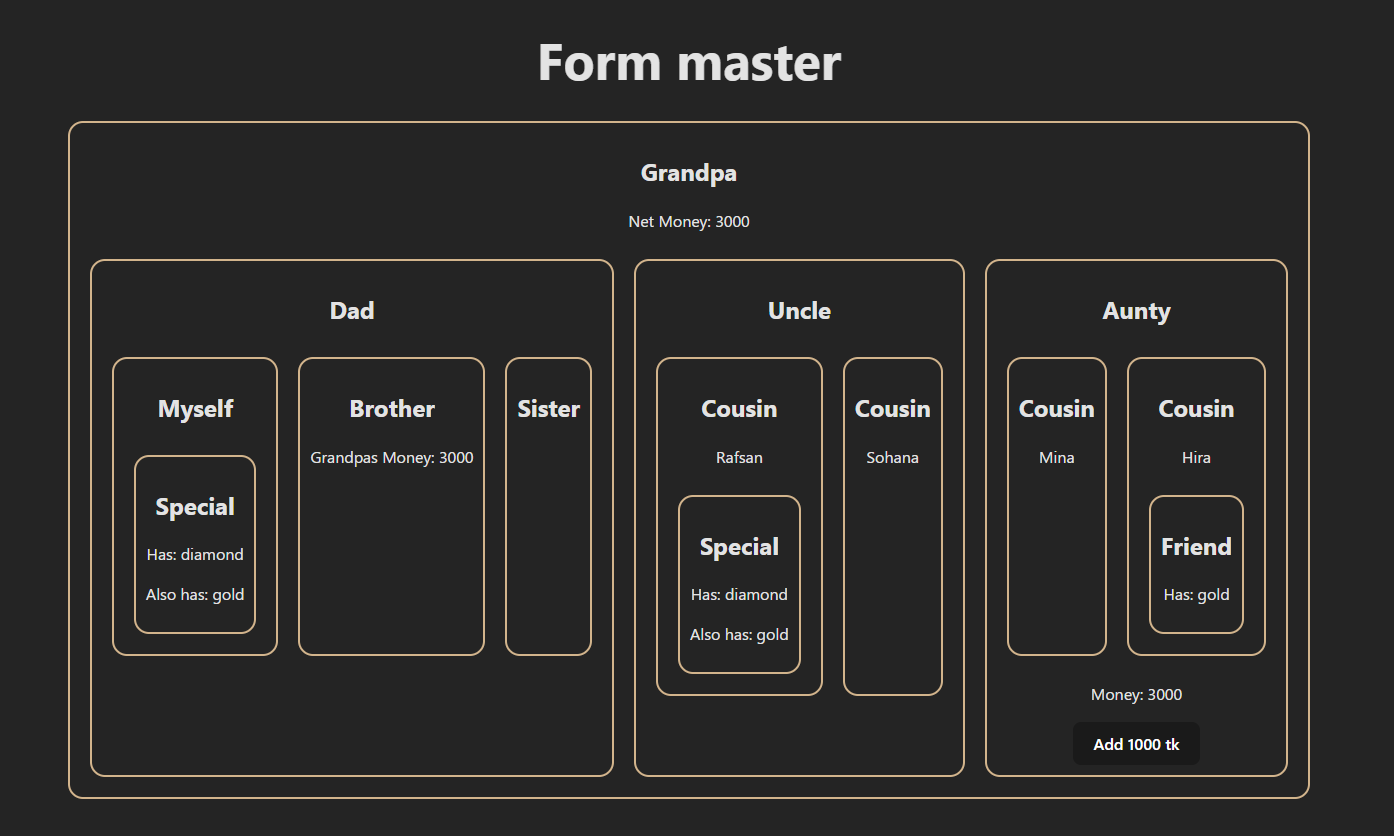 Form master
Grandpa
Net Money: 3000
Dad
Myself
Special
Has: diamond
Also has: gold
Brother
Grandpas Money: 3000
Sister
Uncle
Cousin
Rafsan
Special
Has: diamond
Also has: gold
Cousin
Sohana
Aunty
Cousin
Mina
Cousin
Hira
Friend
Has: gold
Money: 3000
Add 1000 tk